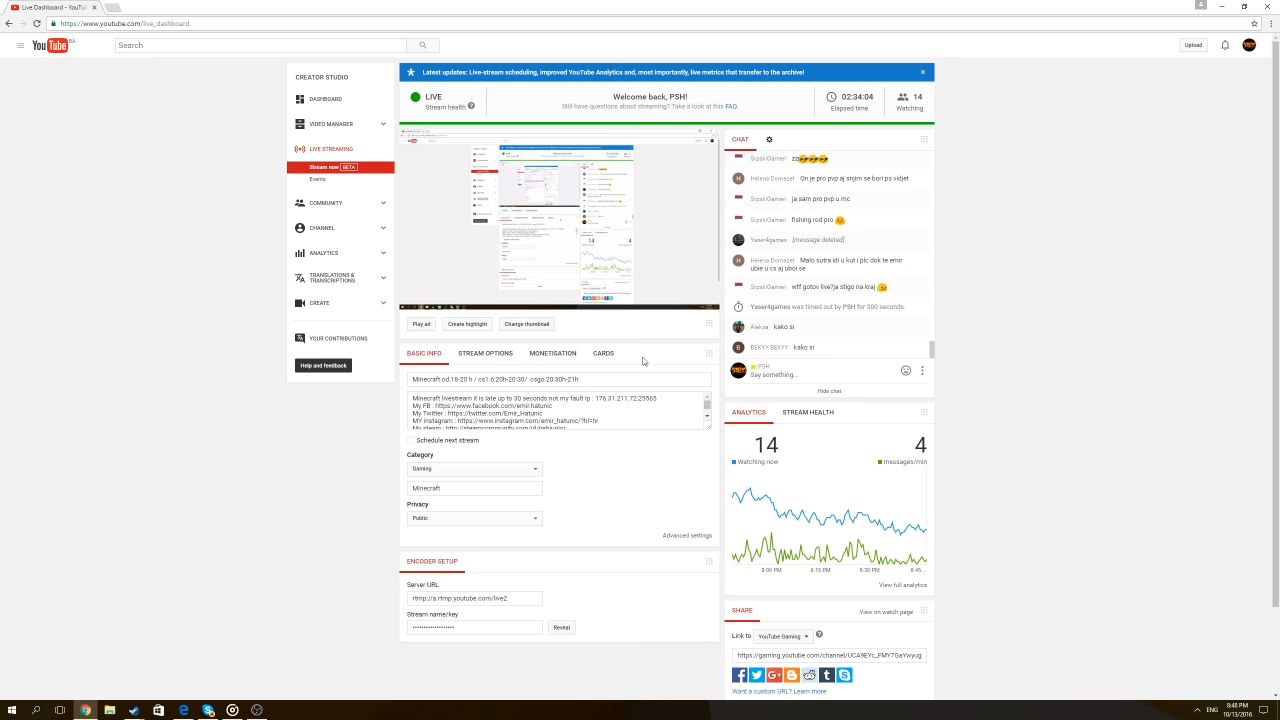 Live Dashboard - YouTu
https://www.youtube.com/live_dashboard
YouTube BA
Search
Upload
CREATOR STUDIO
DASHBOARD
VIDEO MANAGER
LIVE STREAMING
Stream now BETA
Events
COMMUNITY
CHANNEL
ANALYTICS
TRANSLATIONS &
TRANSCRIPTIONS
CREATE
YOUR CONTRIBUTIONS
Help and feedback
Latest updates: Live-stream scheduling, improved YouTube Analytics and, most importantly, live metrics that transfer to the archive!
LIVE
Stream health
Welcome back, PSH!
Still have questions about streaming? Take a look at this FAQ.
02:34:04
Elapsed time
14
Watching
Play ad
Create highlight
Change thumbnail
BASIC INFO
STREAM OPTIONS
MONETISATION
CARDS
Minecraft od:18-20 h / cs1.6:20h-20:30/ csgo:20:30h-21h
Minecraft livestream it is late up to 30 seconds not my fault ip : 176.31.211.72:25565
My FB : https://www.facebook.com/emir.hatunic
My Twitter : https://twitter.com/Emir_Hatunic
MY instagram : https://www.instagram.com/emir_hatunic/?hl=hr
Schedule next stream
Category
Gaming
Minecraft
Privacy
Public
Advanced settings
ENCODER SETUP
Server URL
rtmp://a.rtmp.youtube.com/live2
Stream name/key
Reveal
CHAT
SrpskiGameri zz
Helena Domazet On je pro pvp aj snjim se bori ps vidjet
SrpskiGameri ja sam pro pvp u mc
SrpskiGameri fishing rod pro
Yaser4games [message deleted]
Helena Domazet Malo sutra idi u kut i plc dok te emir
ubie u cs aj uboi se
SrpskiGameri wtf gotov live?ja stigo na kraj
Yaser4games was timed out by PSH for 300 seconds.
Aleksa kako si
BEKYY BEKYY kako si
PSH
Say something...
Hide chat
ANALYTICS
STREAM HEALTH
14
Watching now
4
messages/min
8:00 PM 8:15 PM 8:30 PM 8:45...
View full analytics
SHARE
View on watch page
Link to YouTube Gaming
https://gaming.youtube.com/channel/UCA9EYc_FMY7GaYwyug
Want a custom URL? Learn more
ENG
8:48 PM
10/13/2016